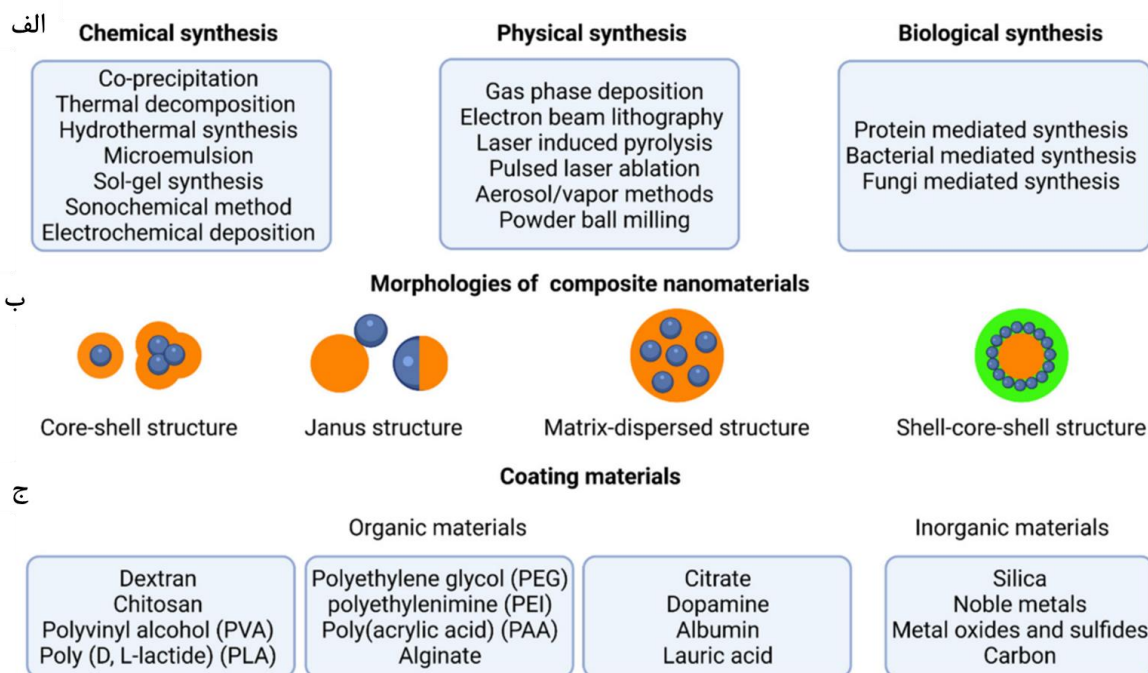 الف
Chemical synthesis
Physical synthesis
Biological synthesis
Co-precipitation
Thermal decomposition
Hydrothermal synthesis
Microemulsion
Sol-gel synthesis
Sonochemical method
Electrochemical deposition
Gas phase deposition
Electron beam lithography
Laser induced pyrolysis
Pulsed laser ablation
Aerosol/vapor methods
Powder ball milling
Protein mediated synthesis
Bacterial mediated synthesis
Fungi mediated synthesis
ب
Morphologies of composite nanomaterials
Core-shell structure
Janus structure
Matrix-dispersed structure
Shell-core-shell structure
ج
Coating materials
Organic materials
Inorganic materials
Dextran
Chitosan
Polyvinyl alcohol (PVA)
Poly (D, L-lactide) (PLA)
Polyethylene glycol (PEG)
polyethylenimine (PEI)
Poly(acrylic acid) (PAA)
Alginate
Citrate
Dopamine
Albumin
Lauric acid
Silica
Noble metals
Metal oxides and sulfides
Carbon